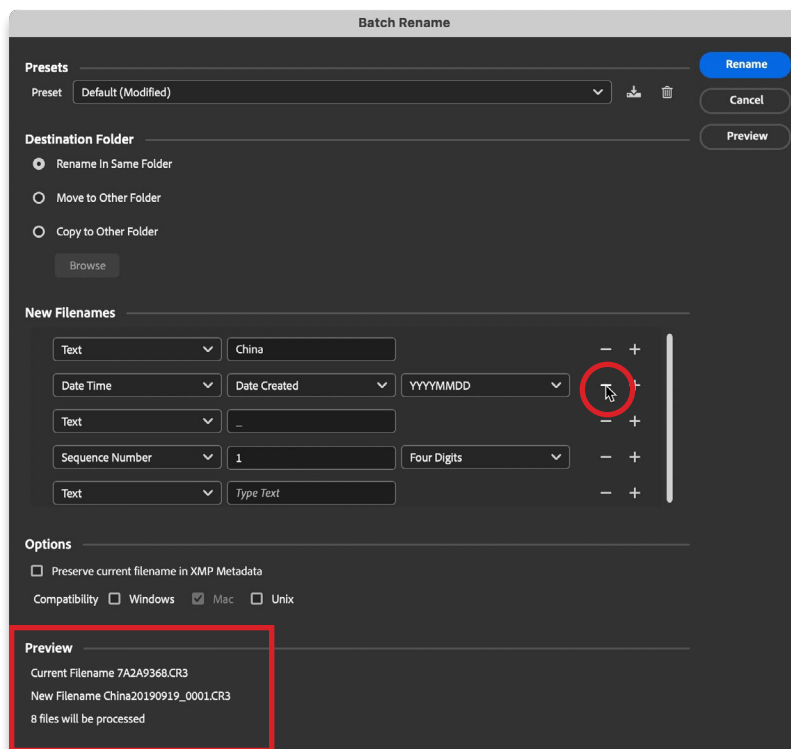 Batch Rename
Presets
Rename
Preset Default (Modified)
Cancel
Destination Folder
Preview
Rename In Same Folder
Move to Other Folder
Copy to Other Folder
Browse
New Filenames
Text China
Date Time Date Created YYYYMMDD
Text _
Sequence Number 1 Four Digits
Text Type Text
Options
Preserve current filename in XMP Metadata
Compatibility Windows Mac Unix
Preview
Current Filename 7A2A9368.CR3
New Filename China20190919_0001.CR3
8 files will be processed